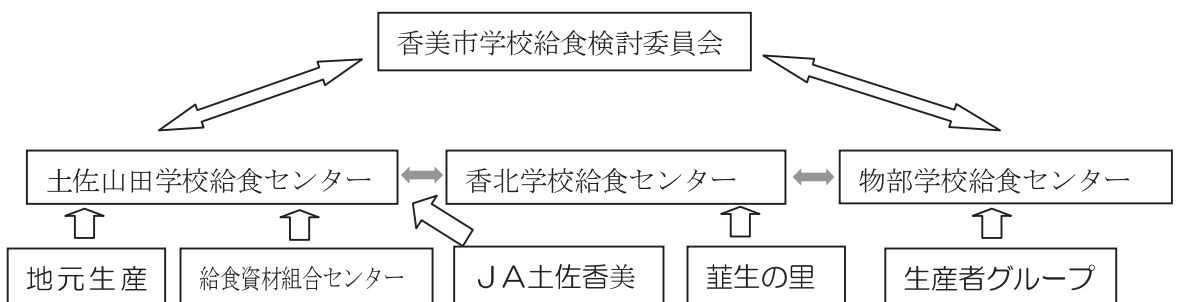 香美市学校給食検討委員会
土佐山田学校給食センター
香北学校給食センター
物部学校給食センター
地元生産
給食資材組合センター
ＪＡ土佐香美
韮生の里
生産者グループ